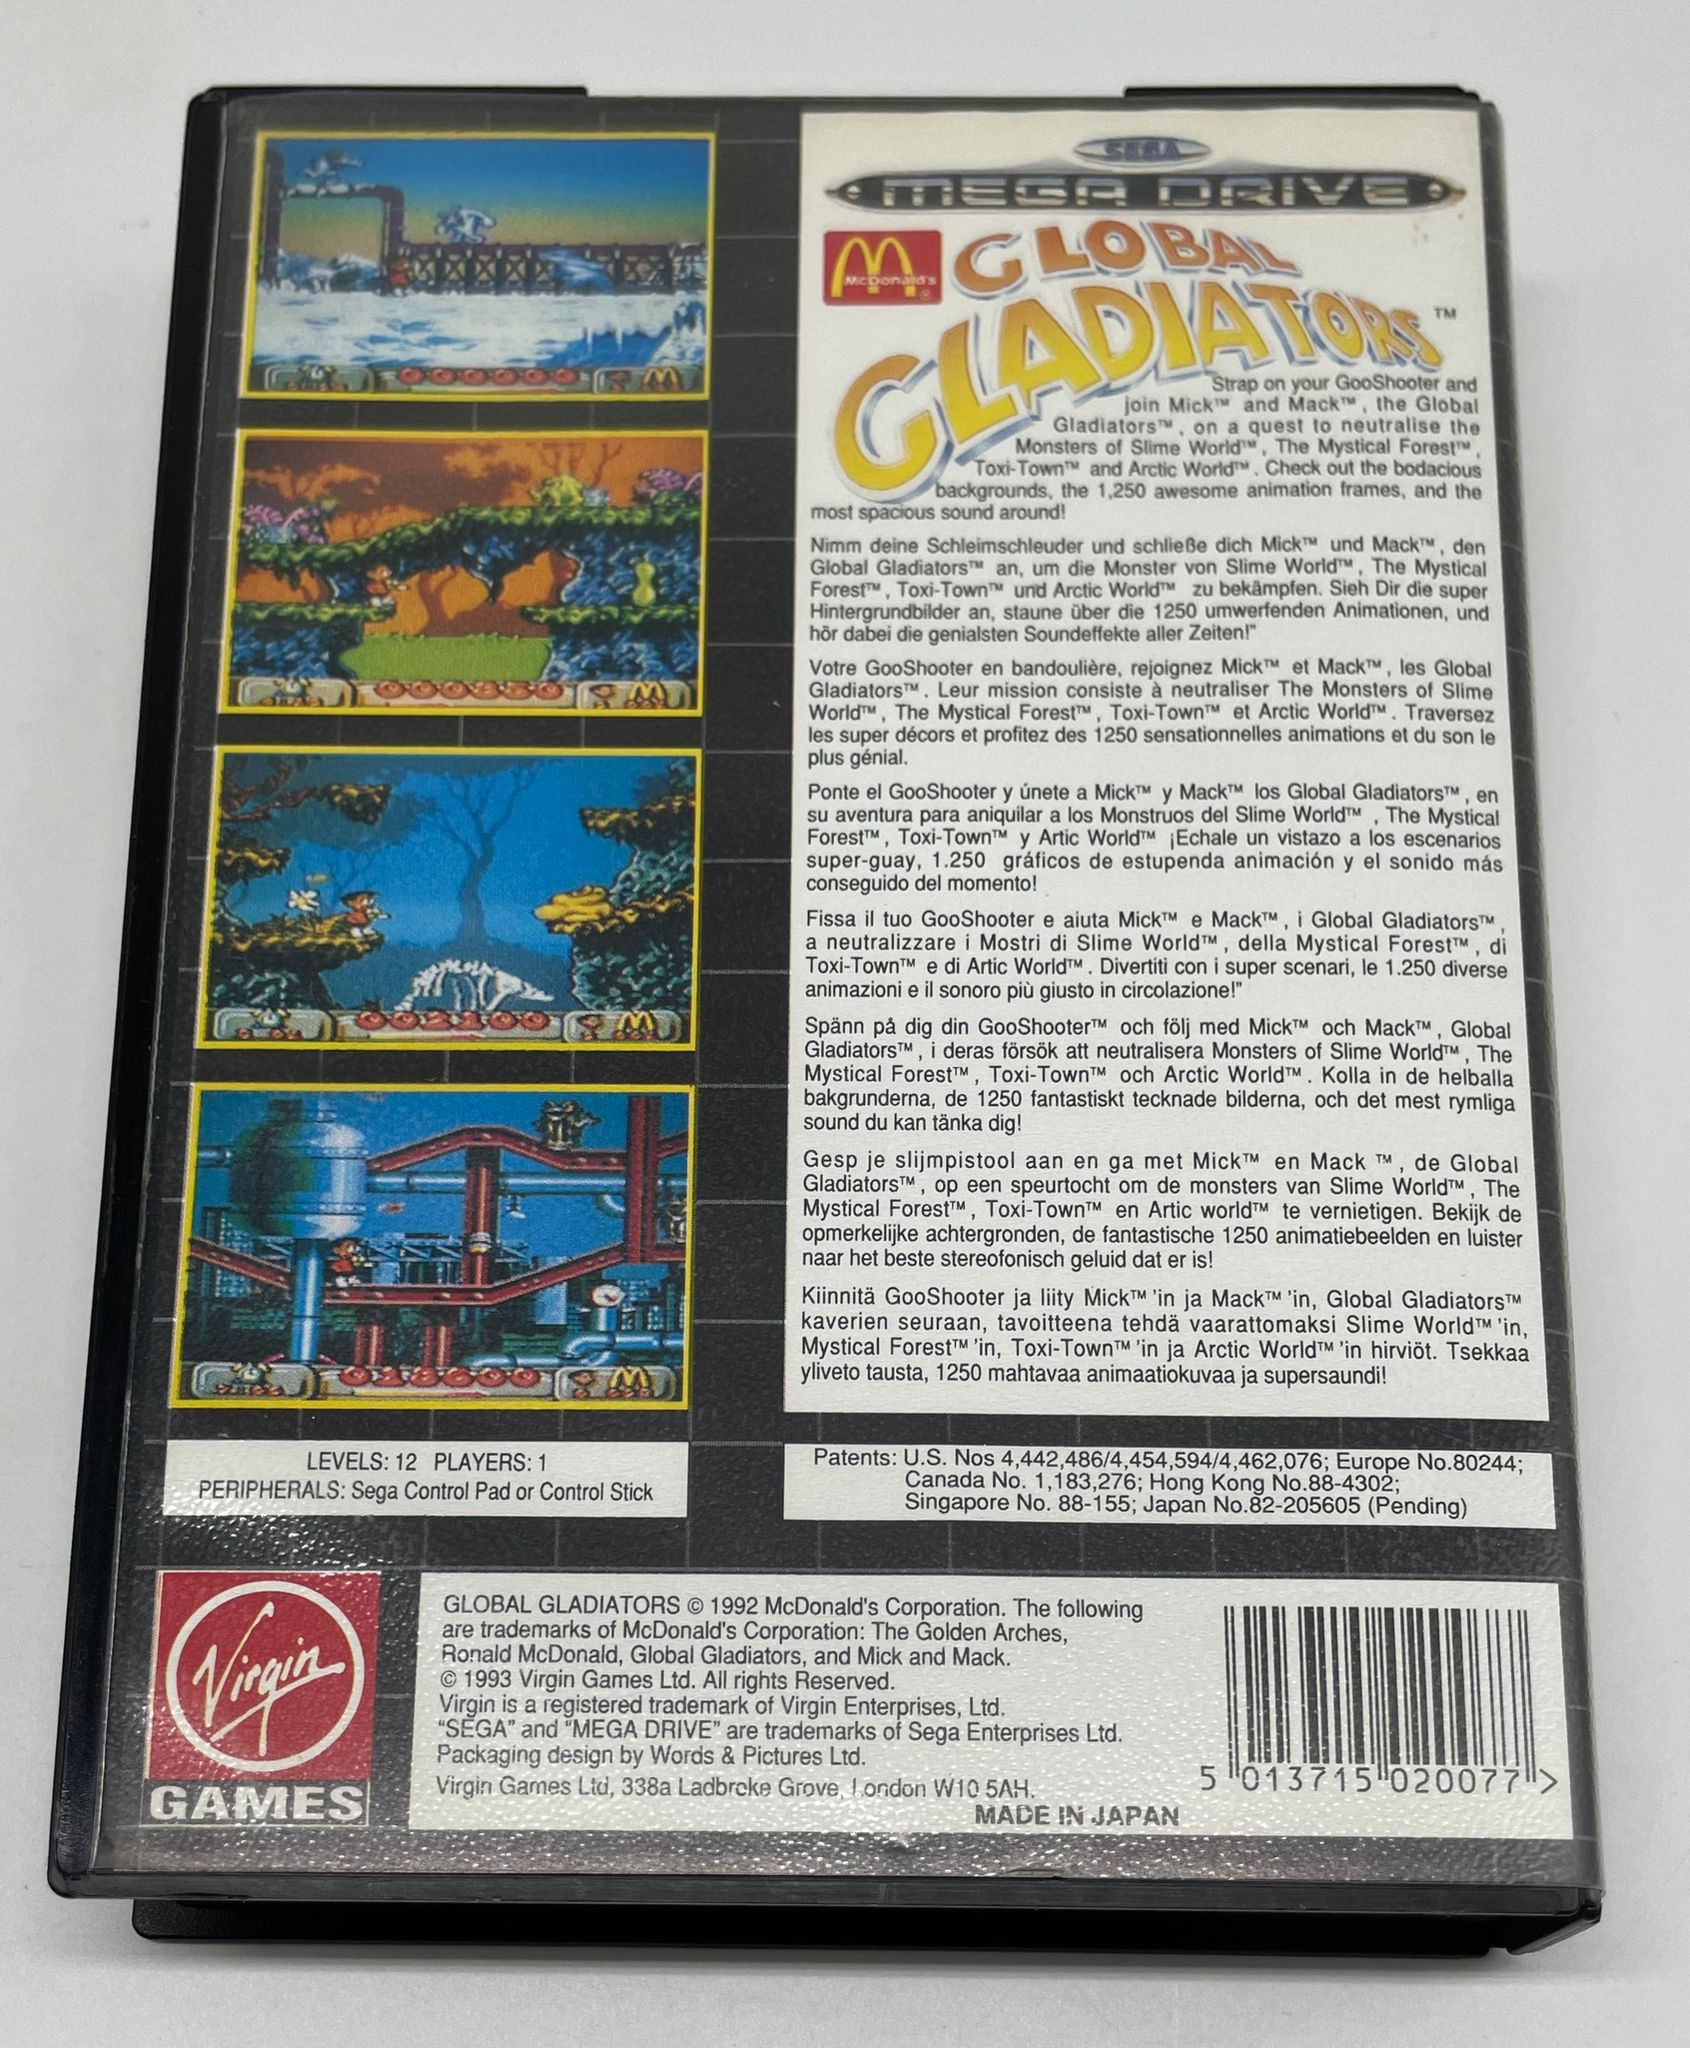 SEGA
MEGA DRIVE
McDonald's
GLOBAL
GLADIATORS™
Strap on your GooShooter and
join Mick™ and Mack™, the Global
Gladiators™, on a quest to neutralise the
Monsters of Slime World™, The Mystical Forest™,
Toxi-Town™ and Arctic World™. Check out the bodacious
backgrounds, the 1,250 awesome animation frames, and the
most spacious sound around!
Nimm deine Schleimschleuder und schließe dich Mick™ und Mack™, den
Global Gladiators™ an, um die Monster von Slime World™, The Mystical
Forest™, Toxi-Town™ und Arctic World™ zu bekämpfen. Sieh Dir die super
Hintergrundbilder an, staune über die 1250 umwerfenden Animationen, und
hör dabei die genialsten Soundeffekte aller Zeiten!"
Votre GooShooter en bandoulière, rejoignez Mick™ et Mack™, les Global
Gladiators™. Leur mission consiste à neutraliser The Monsters of Slime
World™, The Mystical Forest™, Toxi-Town™ et Arctic World™. Traversez
les super décors et profitez des 1250 sensationnelles animations et du son le
plus génial.
Ponte el GooShooter y únete a Mick™ y Mack™ los Global Gladiators™, en
su aventura para aniquilar a los Monstruos del Slime World™, The Mystical
Forest™, Toxi-Town™ y Artic World™ ¡Echale un vistazo a los escenarios
super-guay, 1.250 gráficos de estupenda animación y el sonido más
conseguido del momento!
Fissa il tuo GooShooter e aiuta Mick™ e Mack™, i Global Gladiators™,
a neutralizzare i Mostri di Slime World™, della Mystical Forest™, di
Toxi-Town™ e di Artic World™. Divertiti con i super scenari, le 1.250 diverse
animazioni e il sonoro più giusto in circolazione!"
Spänn på dig din GooShooter™ och följ med Mick™ och Mack™, Global
Gladiators™, i deras försök att neutralisera Monsters of Slime World™, The
Mystical Forest™, Toxi-Town™ och Arctic World™. Kolla in de helballa
bakgrunderna, de 1250 fantastiskt tecknade bilderna, och det mest rymliga
sound du kan tänka dig!
Gesp je slijmpistool aan en ga met Mick™ en Mack ™, de Global
Gladiators™, op een speurtocht om de monsters van Slime World™, The
Mystical Forest™, Toxi-Town™ en Artic world™ te vernietigen. Bekijk de
opmerkelijke achtergronden, de fantastische 1250 animatiebeelden en luister
naar het beste stereofonisch geluid dat er is!
Kiinnitä GooShooter ja liity Mick™'in ja Mack™'in, Global Gladiators™
kaverien seuraan, tavoitteena tehdä vaarattomaksi Slime World™'in,
Mystical Forest™'in, Toxi-Town™'in ja Arctic World™'in hirviöt. Tsekkaa
yliveto tausta, 1250 mahtavaa animaatiokuvaa ja supersaundi!
000350
003100
LEVELS: 12 PLAYERS: 1
PERIPHERALS: Sega Control Pad or Control Stick
Patents: U.S. Nos 4,442,486/4,454,594/4,462,076; Europe No.80244;
Canada No. 1,183,276; Hong Kong No.88-4302;
Singapore No. 88-155; Japan No.82-205605 (Pending)
Virgin
GAMES
GLOBAL GLADIATORS © 1992 McDonald's Corporation. The following
are trademarks of McDonald's Corporation: The Golden Arches,
Ronald McDonald, Global Gladiators, and Mick and Mack.
© 1993 Virgin Games Ltd. All rights Reserved.
Virgin is a registered trademark of Virgin Enterprises, Ltd.
"SEGA" and "MEGA DRIVE" are trademarks of Sega Enterprises Ltd.
Packaging design by Words & Pictures Ltd.
Virgin Games Ltd, 338a Ladbroke Grove, London W10 5AH.
MADE IN JAPAN
5 013715 020077 >